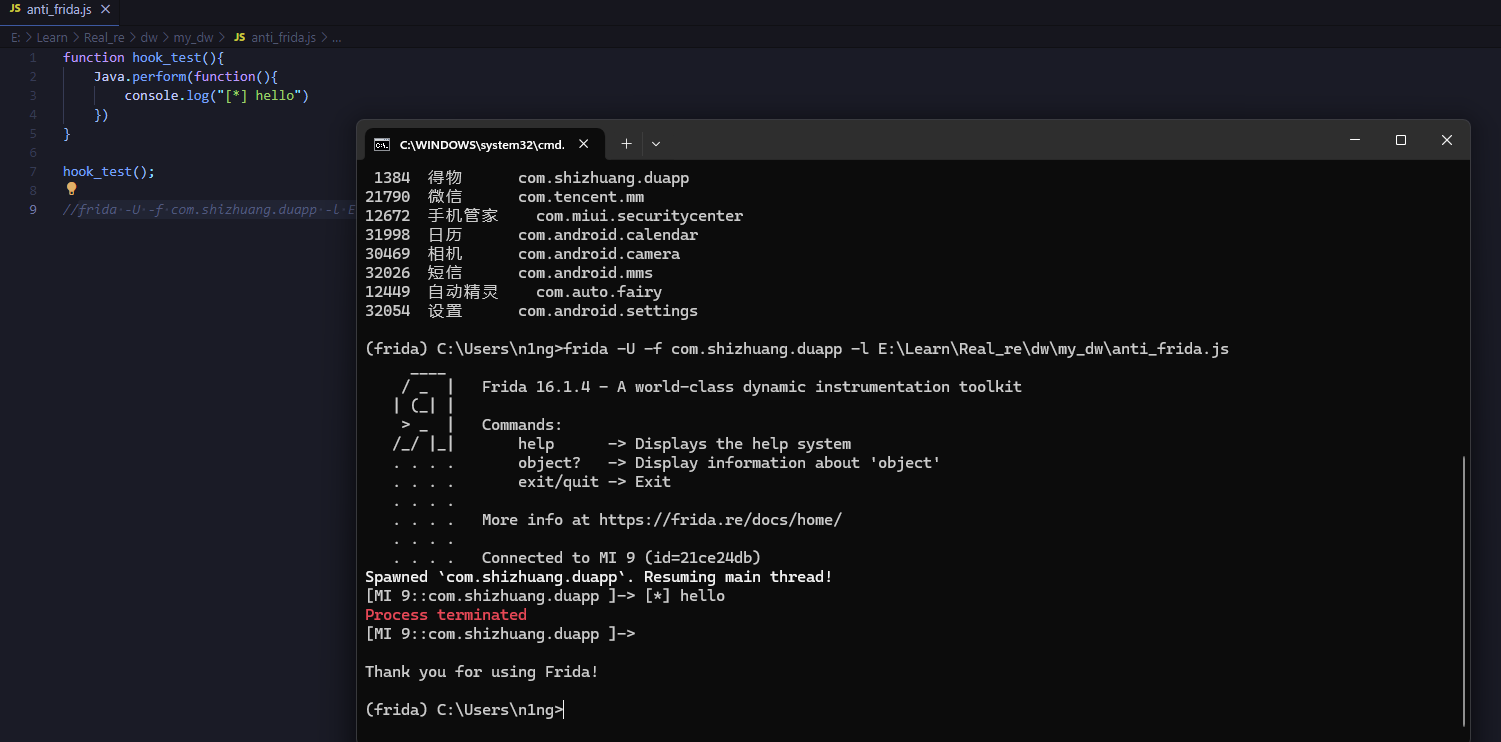 JS anti_frida.js ×
E: > Learn > Real_re > dw > my_dw > JS anti_frida.js > ...
1 function hook_test(){
2 Java.perform(function(){
3 console.log("[*] hello")
4 })
5 }
6
7 hook_test();
8
9 //frida -U -f com.shizhuang.duapp -l E
C:\WINDOWS\system32\cmd. × +
1384 得物 com.shizhuang.duapp
21790 微信 com.tencent.mm
12672 手机管家 com.miui.securitycenter
31998 日历 com.android.calendar
30469 相机 com.android.camera
32026 短信 com.android.mms
12449 自动精灵 com.auto.fairy
32054 设置 com.android.settings
(frida) C:\Users\n1ng>frida -U -f com.shizhuang.duapp -l E:\Learn\Real_re\dw\my_dw\anti_frida.js
____
/ _ | Frida 16.1.4 - A world-class dynamic instrumentation toolkit
| (_| |
> _ | Commands:
/_/ |_| help -> Displays the help system
. . . . object? -> Display information about 'object'
. . . . exit/quit -> Exit
. . . .
. . . . More info at https://frida.re/docs/home/
. . . .
. . . . Connected to MI 9 (id=21ce24db)
Spawned `com.shizhuang.duapp`. Resuming main thread!
[MI 9::com.shizhuang.duapp ]-> [*] hello
Process terminated
[MI 9::com.shizhuang.duapp ]->
Thank you for using Frida!
(frida) C:\Users\n1ng>